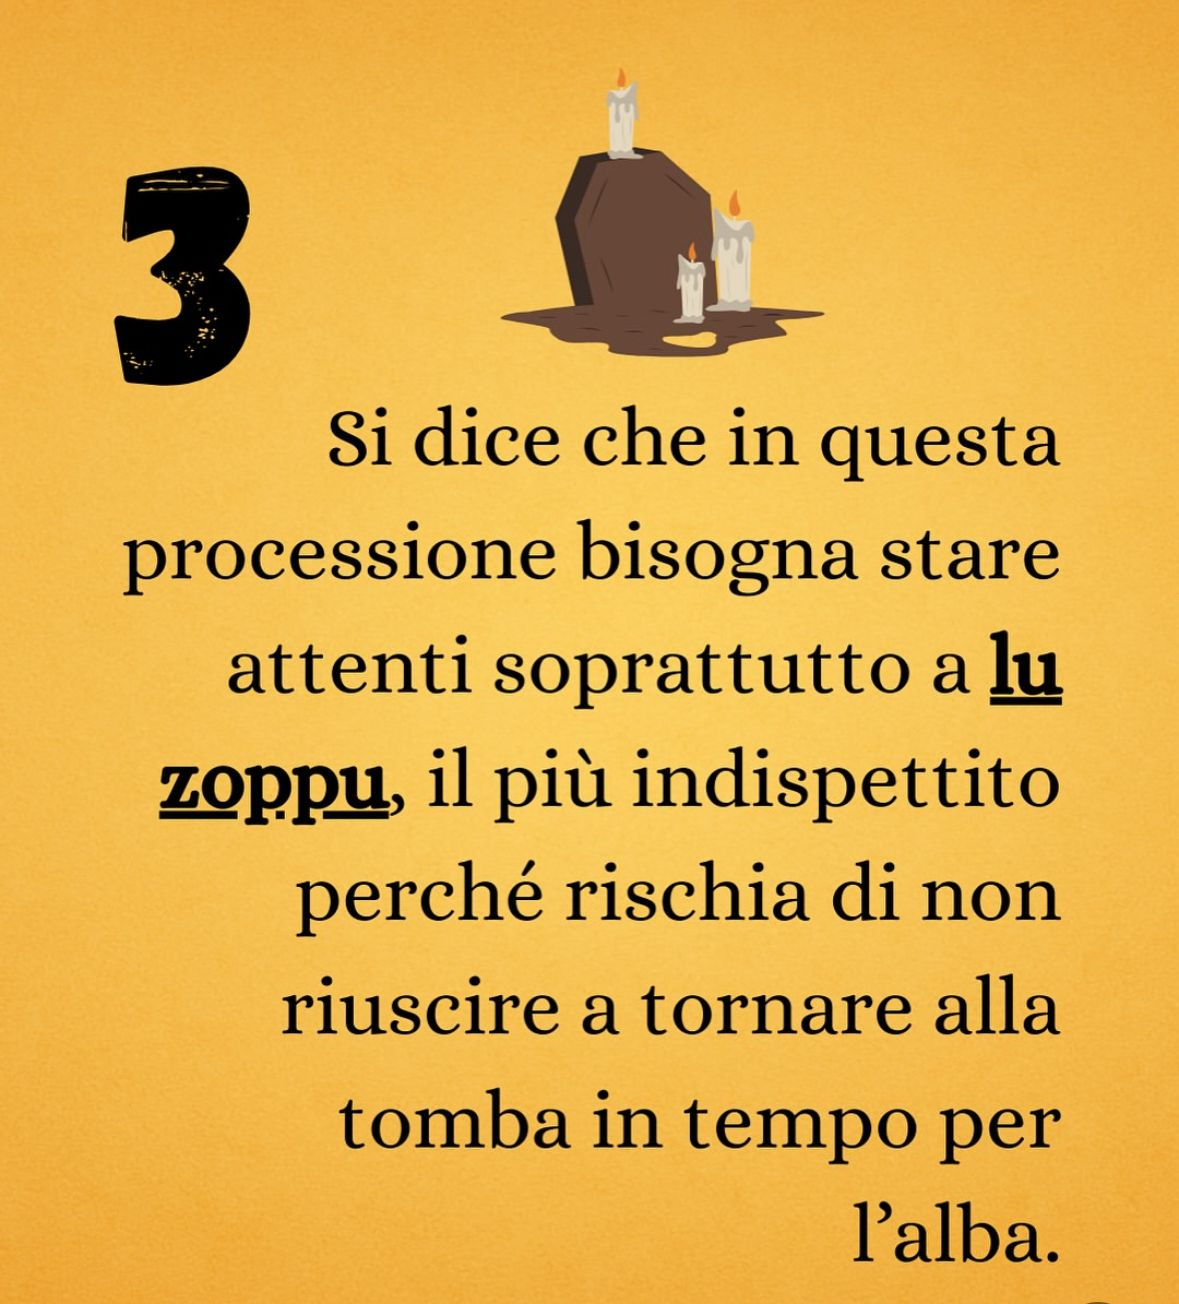 3
Si dice che in questa
processione bisogna stare
attenti soprattutto a lu
zoppu, il più indispettito
perché rischia di non
riuscire a tornare alla
tomba in tempo per
l’alba.